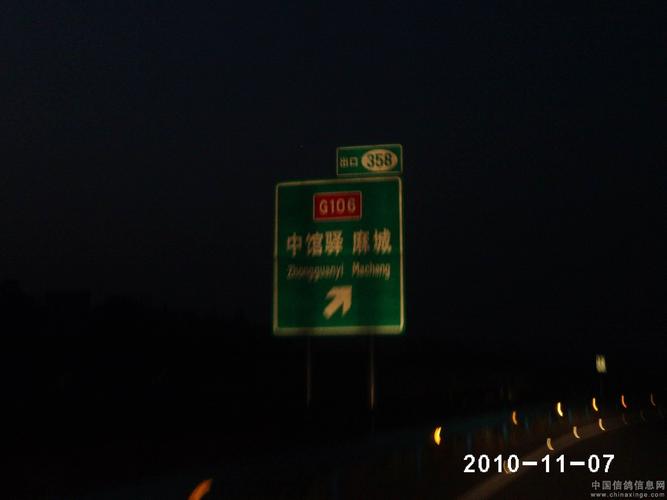 出口 358
G106
中馆驿 麻城
Zhongguanyi Macheng
2010-11-07
中国信鸽信息网
www.chinaxinge.com